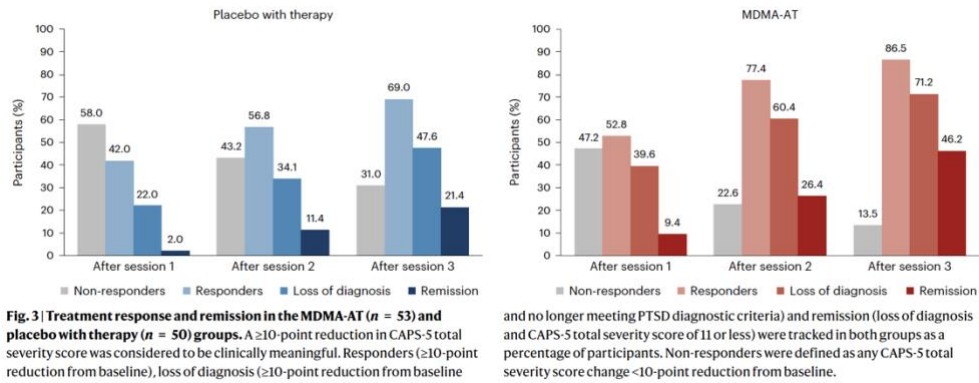 Placebo with therapy
100
90
80
70
60
50
40
30
20
10
0
Participants (%)
58.0
42.0
22.0
2.0
43.2
56.8
34.1
11.4
31.0
69.0
47.6
21.4
After session 1
After session 2
After session 3
Non-responders
Responders
Loss of diagnosis
Remission
MDMA-AT
100
90
80
70
60
50
40
30
20
10
0
Participants (%)
47.2
52.8
39.6
9.4
22.6
77.4
60.4
26.4
13.5
86.5
71.2
46.2
After session 1
After session 2
After session 3
Non-responders
Responders
Loss of diagnosis
Remission
Fig. 3 | Treatment response and remission in the MDMA-AT (n = 53) and
placebo with therapy (n = 50) groups. A ≥10-point reduction in CAPS-5 total
severity score was considered to be clinically meaningful. Responders (≥10-point
reduction from baseline), loss of diagnosis (≥10-point reduction from baseline
and no longer meeting PTSD diagnostic criteria) and remission (loss of diagnosis
and CAPS-5 total severity score of 11 or less) were tracked in both groups as a
percentage of participants. Non-responders were defined as any CAPS-5 total
severity score change <10-point reduction from baseline.